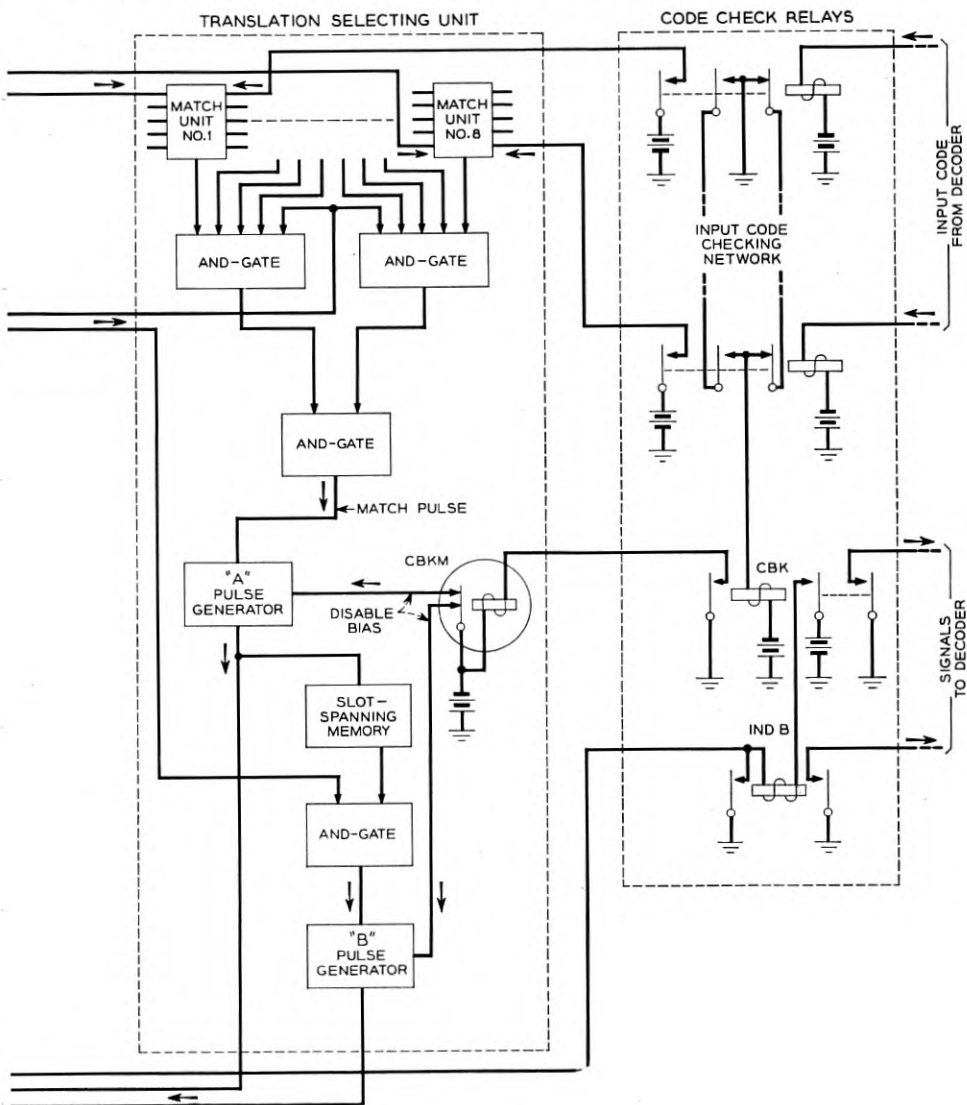 TRANSLATION SELECTING UNIT
CODE CHECK RELAYS
MATCH
UNIT
NO.1
MATCH
UNIT
NO.8
AND-GATE
AND-GATE
INPUT CODE
CHECKING
NETWORK
INPUT CODE
FROM DECODER
AND-GATE
MATCH PULSE
CBKM
CBK
"A"
PULSE
GENERATOR
DISABLE
BIAS
SLOT-
SPANNING
MEMORY
IND B
SIGNALS
TO DECODER
AND-GATE
"B"
PULSE
GENERATOR